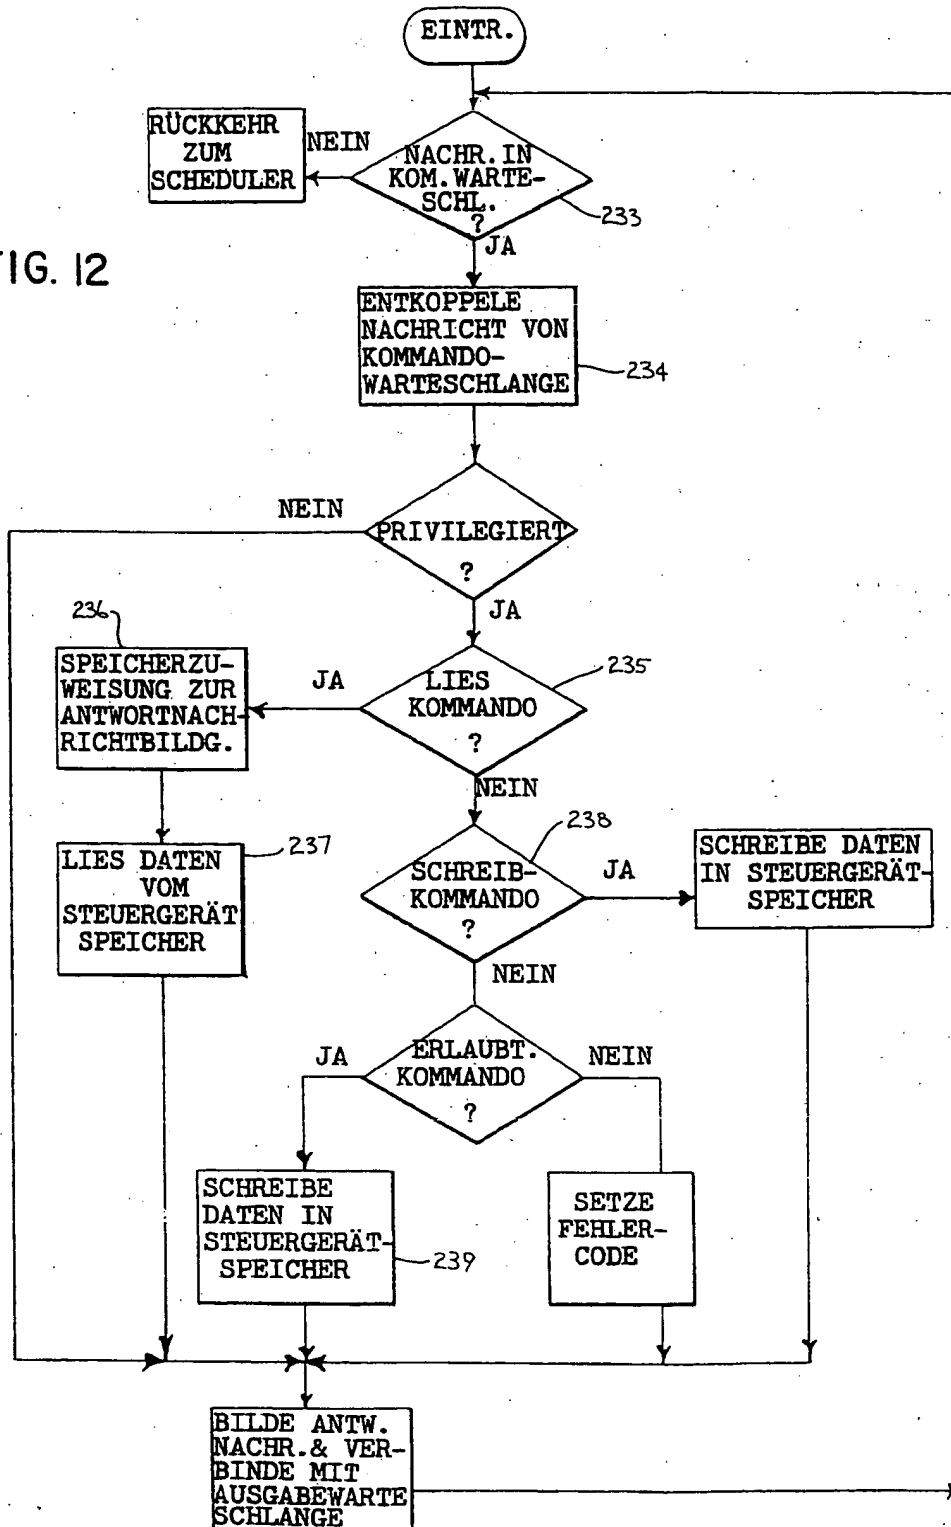 EINTR.
RÜCKKEHR
ZUM
SCHEDULER
NEIN
NACHR. IN
KOM. WARTE-
SCHL.
?
233
JA
FIG. 12
ENTKOPPELE
NACHRICHT VON
KOMMANDO-
WARTESCHLANGE
234
NEIN
PRIVILEGIERT
?
JA
236
SPEICHERZU-
WEISUNG ZUR
ANTWORTNACH-
RICHTBILDG.
JA
LIES
KOMMANDO
?
235
NEIN
237
LIES DATEN
VOM
STEUERGERÄT
SPEICHER
238
SCHREIB-
KOMMANDO
?
JA
SCHREIBE DATEN
IN STEUERGERÄT-
SPEICHER
NEIN
JA
ERLAUBT.
KOMMANDO
?
NEIN
SCHREIBE
DATEN IN
STEUERGERÄT-
SPEICHER
239
SETZE
FEHLER-
CODE
BILDE ANTW.
NACHR.& VER-
BINDE MIT
AUSGABEWARTE
SCHLANGE